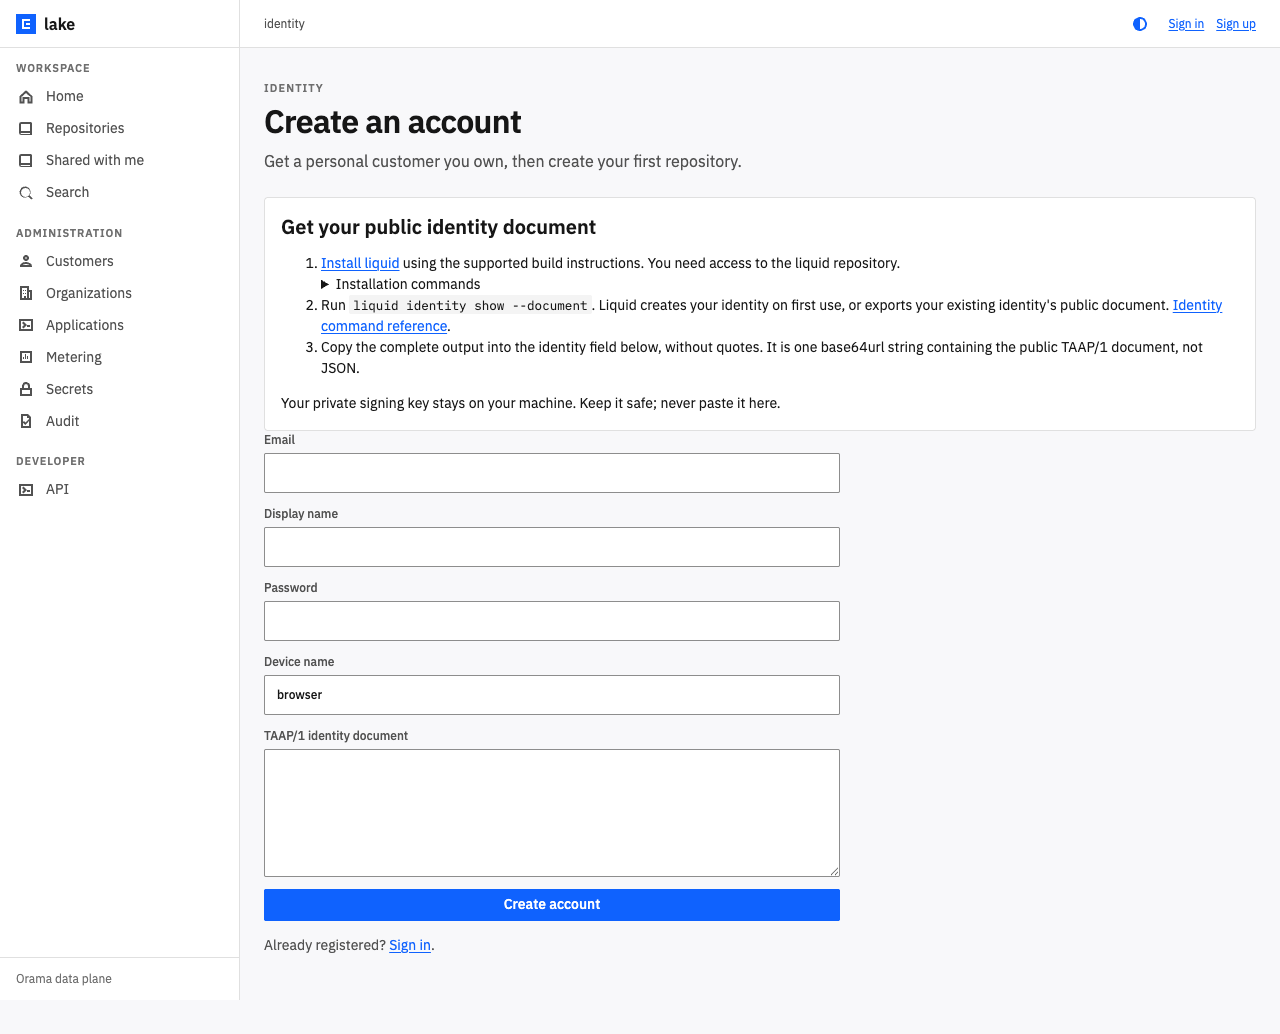 lake
identity
Sign in
Sign up
WORKSPACE
Home
Repositories
Shared with me
Search
ADMINISTRATION
Customers
Organizations
Applications
Metering
Secrets
Audit
DEVELOPER
API
Orama data plane
IDENTITY
Create an account
Get a personal customer you own, then create your first repository.
Get your public identity document
1. Install liquid using the supported build instructions. You need access to the liquid repository.
Installation commands
2. Run liquid identity show --document. Liquid creates your identity on first use, or exports your existing identity's public document. Identity
command reference.
3. Copy the complete output into the identity field below, without quotes. It is one base64url string containing the public TAAP/1 document, not
JSON.
Your private signing key stays on your machine. Keep it safe; never paste it here.
Email
Display name
Password
Device name
browser
TAAP/1 identity document
Create account
Already registered? Sign in.